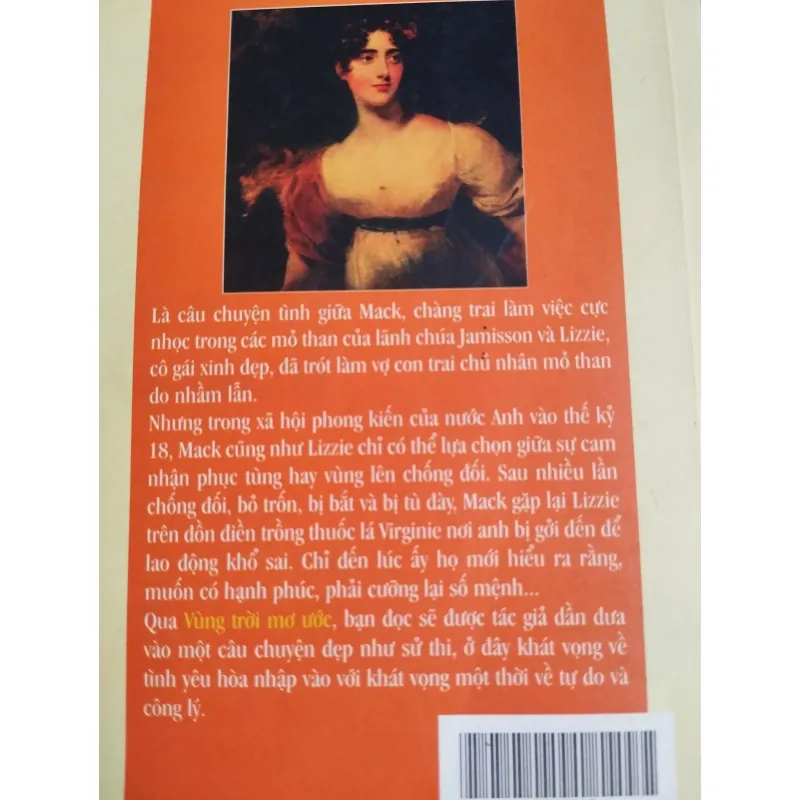 Là câu chuyện tình giữa Mack, chàng trai làm việc cực
nhọc trong các mỏ than của lãnh chúa Jamisson và Lizzie,
cô gái xinh đẹp, đã trót làm vợ con trai chủ nhân mỏ than
do nhầm lẫn.
Nhưng trong xã hội phong kiến của nước Anh vào thế kỷ
18, Mack cũng như Lizzie chỉ có thể lựa chọn giữa sự cam
nhận phục tùng hay vùng lên chống đối. Sau nhiều lần
chống đối, bỏ trốn, bị bắt và bị tù đày, Mack gặp lại Lizzie
trên đồn điền trồng thuốc lá Virginie nơi anh bị gởi đến để
lao động khổ sai. Chỉ đến lúc ấy họ mới hiểu ra rằng,
muốn có hạnh phúc, phải cưỡng lại số mệnh...
Qua Vùng trời mơ ước, bạn đọc sẽ được tác giả dẫn đưa
vào một câu chuyện đẹp như sử thi, ở đây khát vọng về
tình yêu hòa nhập vào với khát vọng một thời về tự do và
công lý.